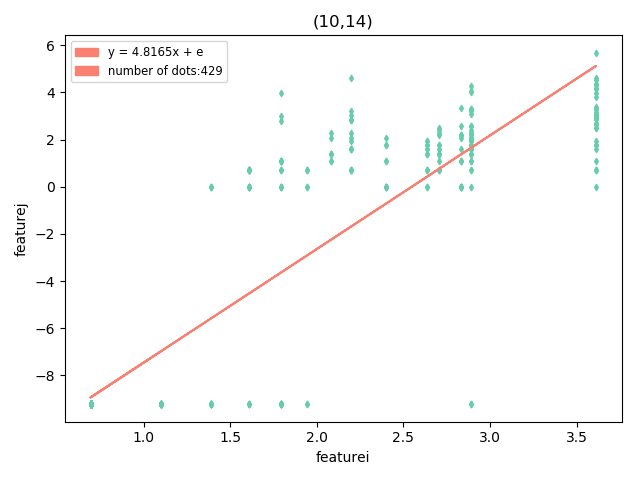 (10,14)
y = 4.8165x + e
number of dots:429
6
4
2
0
−2
−4
−6
−8
featurej
1.0 1.5 2.0 2.5 3.0 3.5
featurei